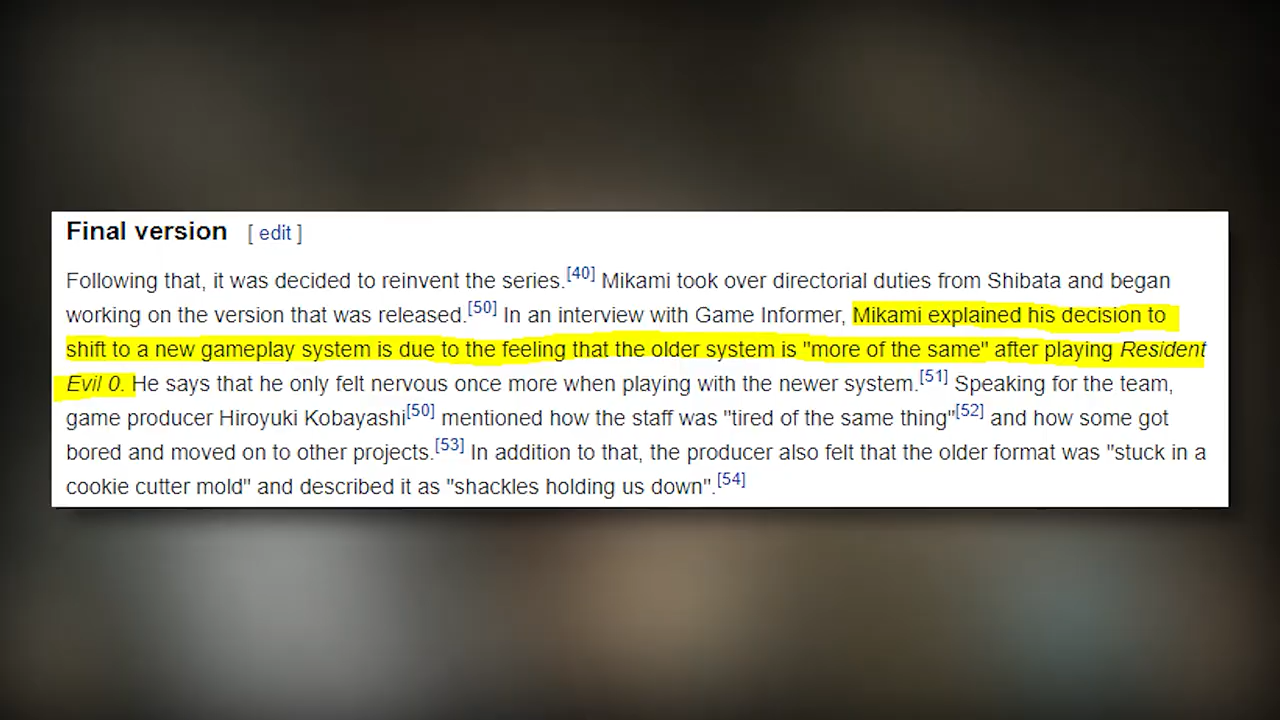 Final version [ edit ]
Following that, it was decided to reinvent the series.[40] Mikami took over directorial duties from Shibata and began
working on the version that was released.[50] In an interview with Game Informer, Mikami explained his decision to
shift to a new gameplay system is due to the feeling that the older system is "more of the same" after playing Resident
Evil 0. He says that he only felt nervous once more when playing with the newer system.[51] Speaking for the team,
game producer Hiroyuki Kobayashi[50] mentioned how the staff was "tired of the same thing"[52] and how some got
bored and moved on to other projects.[53] In addition to that, the producer also felt that the older format was "stuck in a
cookie cutter mold" and described it as "shackles holding us down".[54]